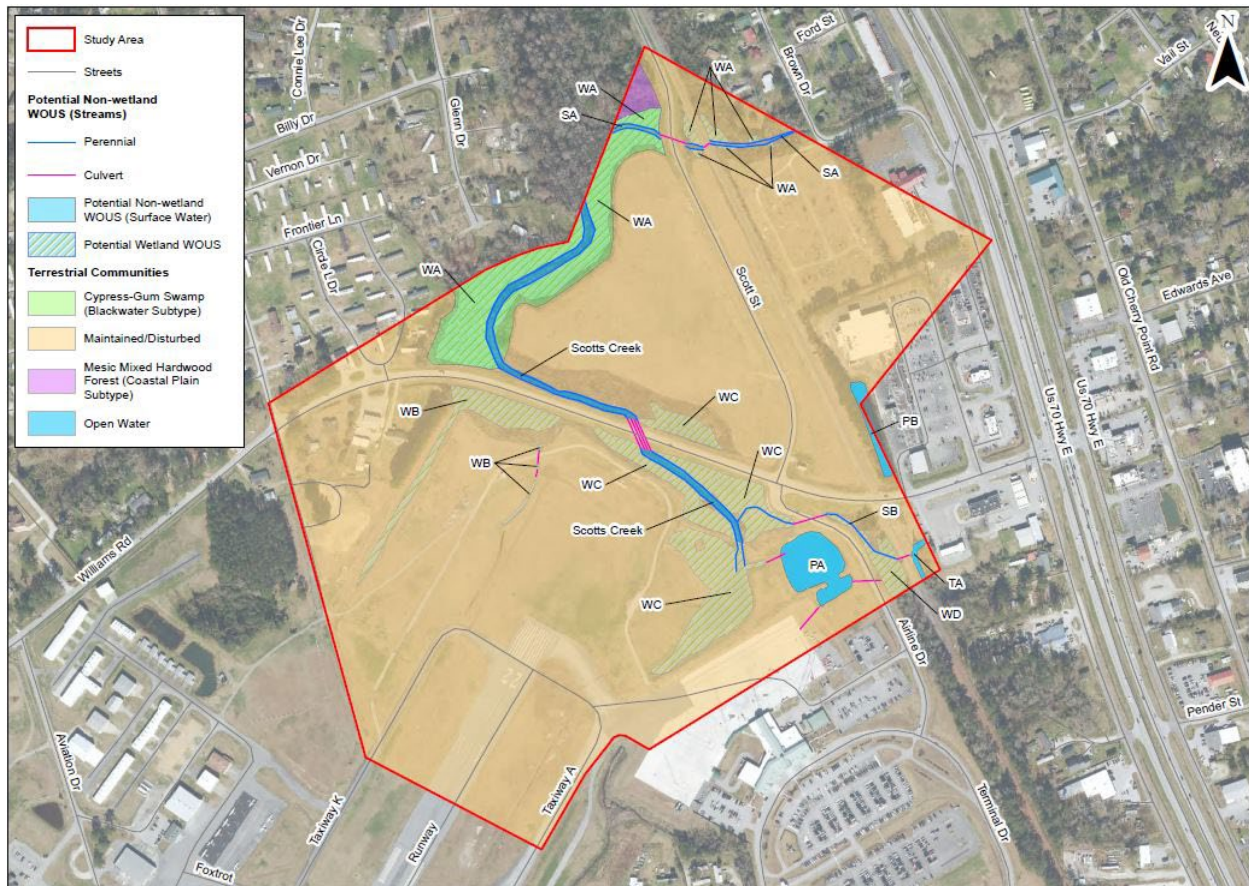 Study Area
Streets
Potential Non-wetland
WOUS (Streams)
Perennial
Culvert
Potential Non-wetland
WOUS (Surface Water)
Potential Wetland WOUS
Terrestrial Communities
Cypress-Gum Swamp
(Blackwater Subtype)
Maintained/Disturbed
Mesic Mixed Hardwood
Forest (Coastal Plain
Subtype)
Open Water
N
Connie Lee Dr
Billy Dr
Vernon Dr
Glenn Dr
Frontier Ln
Circle L Dr
Ford St
Brown Dr
Vail St
WA
WA
SA
SA
WA
WA
WA
Scott St
Old Cherry Point Rd
Edwards Ave
Us 70 Hwy E
Us 70 Hwy E
Scotts Creek
WB
WC
PB
WB
WC
WC
Scotts Creek
SB
PA
TA
WD
WC
Williams Rd
Airline Dr
Pender St
22
Aviation Dr
Taxiway K
Runway
Taxiway A
Terminal Dr
Foxtrot